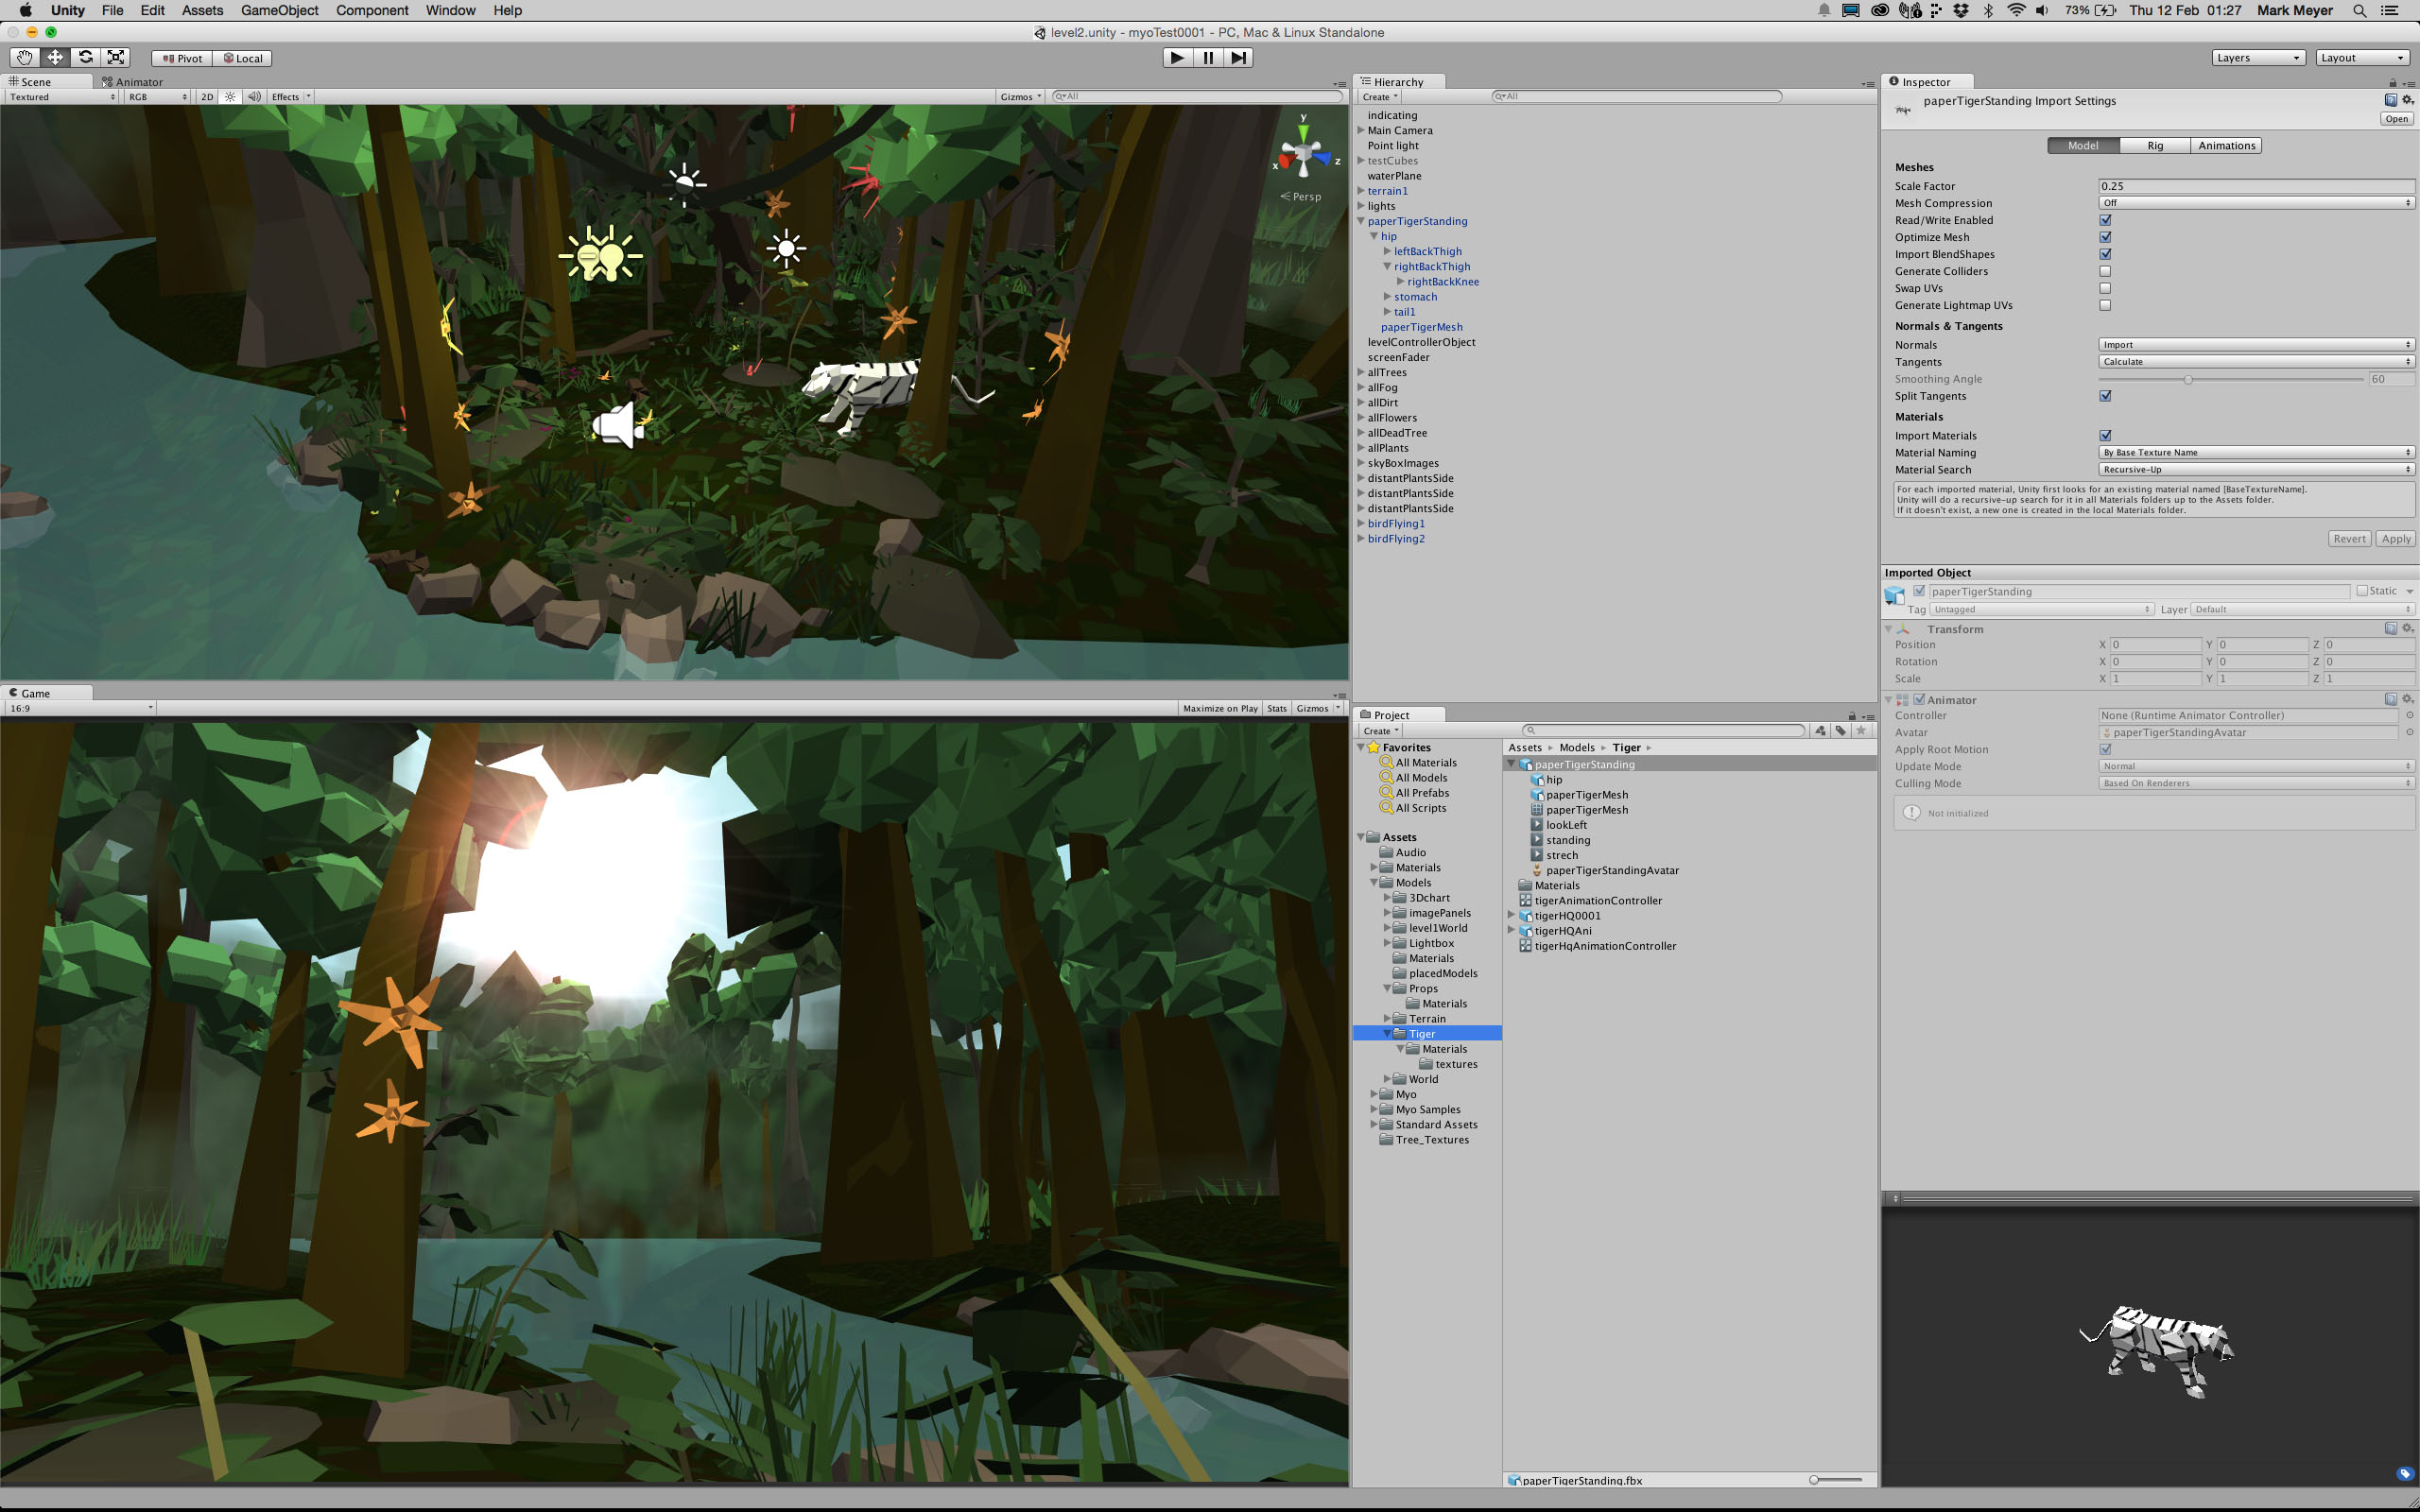 Unity File Edit Assets GameObject Component Window Help 73% Thu 12 Feb 01:27 Mark Meyer
level2.unity - myoTest0001 - PC, Mac & Linux Standalone
Pivot Local Layers Layout
Scene Animator
Textured RGB 2D Effects Gizmos All
y
x
z
Persp
Game
16:9 Maximize on Play Stats Gizmos
Hierarchy
Create All
indicating
Main Camera
Point light
testCubes
waterPlane
terrain1
lights
paperTigerStanding
hip
leftBackThigh
rightBackThigh
rightBackKnee
stomach
tail1
paperTigerMesh
levelControllerObject
screenFader
allTrees
allFog
allDirt
allFlowers
allDeadTree
allPlants
skyBoxImages
distantPlantsSide
distantPlantsSide
distantPlantsSide
birdFlying1
birdFlying2
Project
Create
Favorites
All Materials
All Models
All Prefabs
All Scripts
Assets
Audio
Materials
Models
3Dchart
imagePanels
level1World
Lightbox
Materials
placedModels
Props
Materials
Terrain
Tiger
Materials
textures
World
Myo
Myo Samples
Standard Assets
Tree_Textures
Assets Models Tiger
paperTigerStanding
hip
paperTigerMesh
paperTigerMesh
lookLeft
standing
strech
paperTigerStandingAvatar
Materials
tigerAnimationController
tigerHQ0001
tigerHQAni
tigerHqAnimationController
paperTigerStanding.fbx
Inspector
paperTigerStanding Import Settings
Open
Model Rig Animations
Meshes
Scale Factor 0.25
Mesh Compression Off
Read/Write Enabled
Optimize Mesh
Import BlendShapes
Generate Colliders
Swap UVs
Generate Lightmap UVs
Normals & Tangents
Normals Import
Tangents Calculate
Smoothing Angle 60
Split Tangents
Materials
Import Materials
Material Naming By Base Texture Name
Material Search Recursive-Up
For each imported material, Unity first looks for an existing material named [BaseTextureName].
Unity will do a recursive-up search for it in all Materials folders up to the Assets folder.
If it doesn't exist, a new one is created in the local Materials folder.
Revert Apply
Imported Object
paperTigerStanding Static
Tag Untagged Layer Default
Transform
Position X 0 Y 0 Z 0
Rotation X 0 Y 0 Z 0
Scale X 1 Y 1 Z 1
Animator
Controller None (Runtime Animator Controller)
Avatar paperTigerStandingAvatar
Apply Root Motion
Update Mode Normal
Culling Mode Based On Renderers
Not initialized